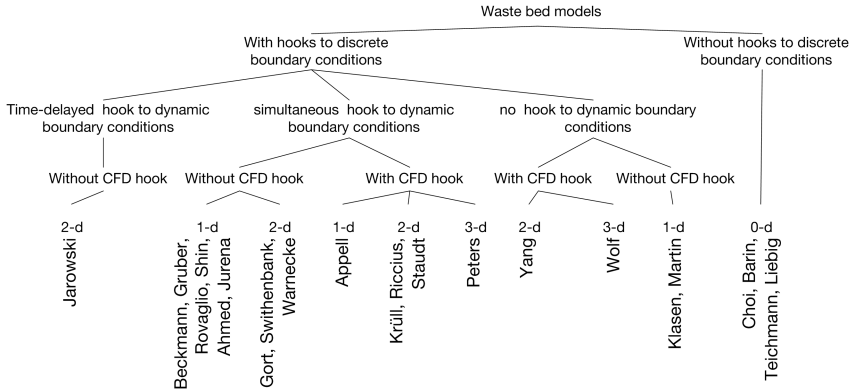 Waste bed models
With hooks to discrete
boundary conditions
Without hooks to discrete
boundary conditions
Time-delayed hook to dynamic
boundary conditions
simultaneous hook to dynamic
boundary conditions
no hook to dynamic boundary
conditions
Without CFD hook
Without CFD hook
With CFD hook
With CFD hook
Without CFD hook
2-d
Jarowski
1-d
Beckmann, Gruber,
Rovaglio, Shin,
Ahmed, Jurena
2-d
Gort, Swithenbank,
Warnecke
1-d
Appell
2-d
Krüll, Riccius,
Staudt
3-d
Peters
2-d
Yang
3-d
Wolf
1-d
Klasen, Martin
0-d
Choi, Barin,
Teichmann, Liebig